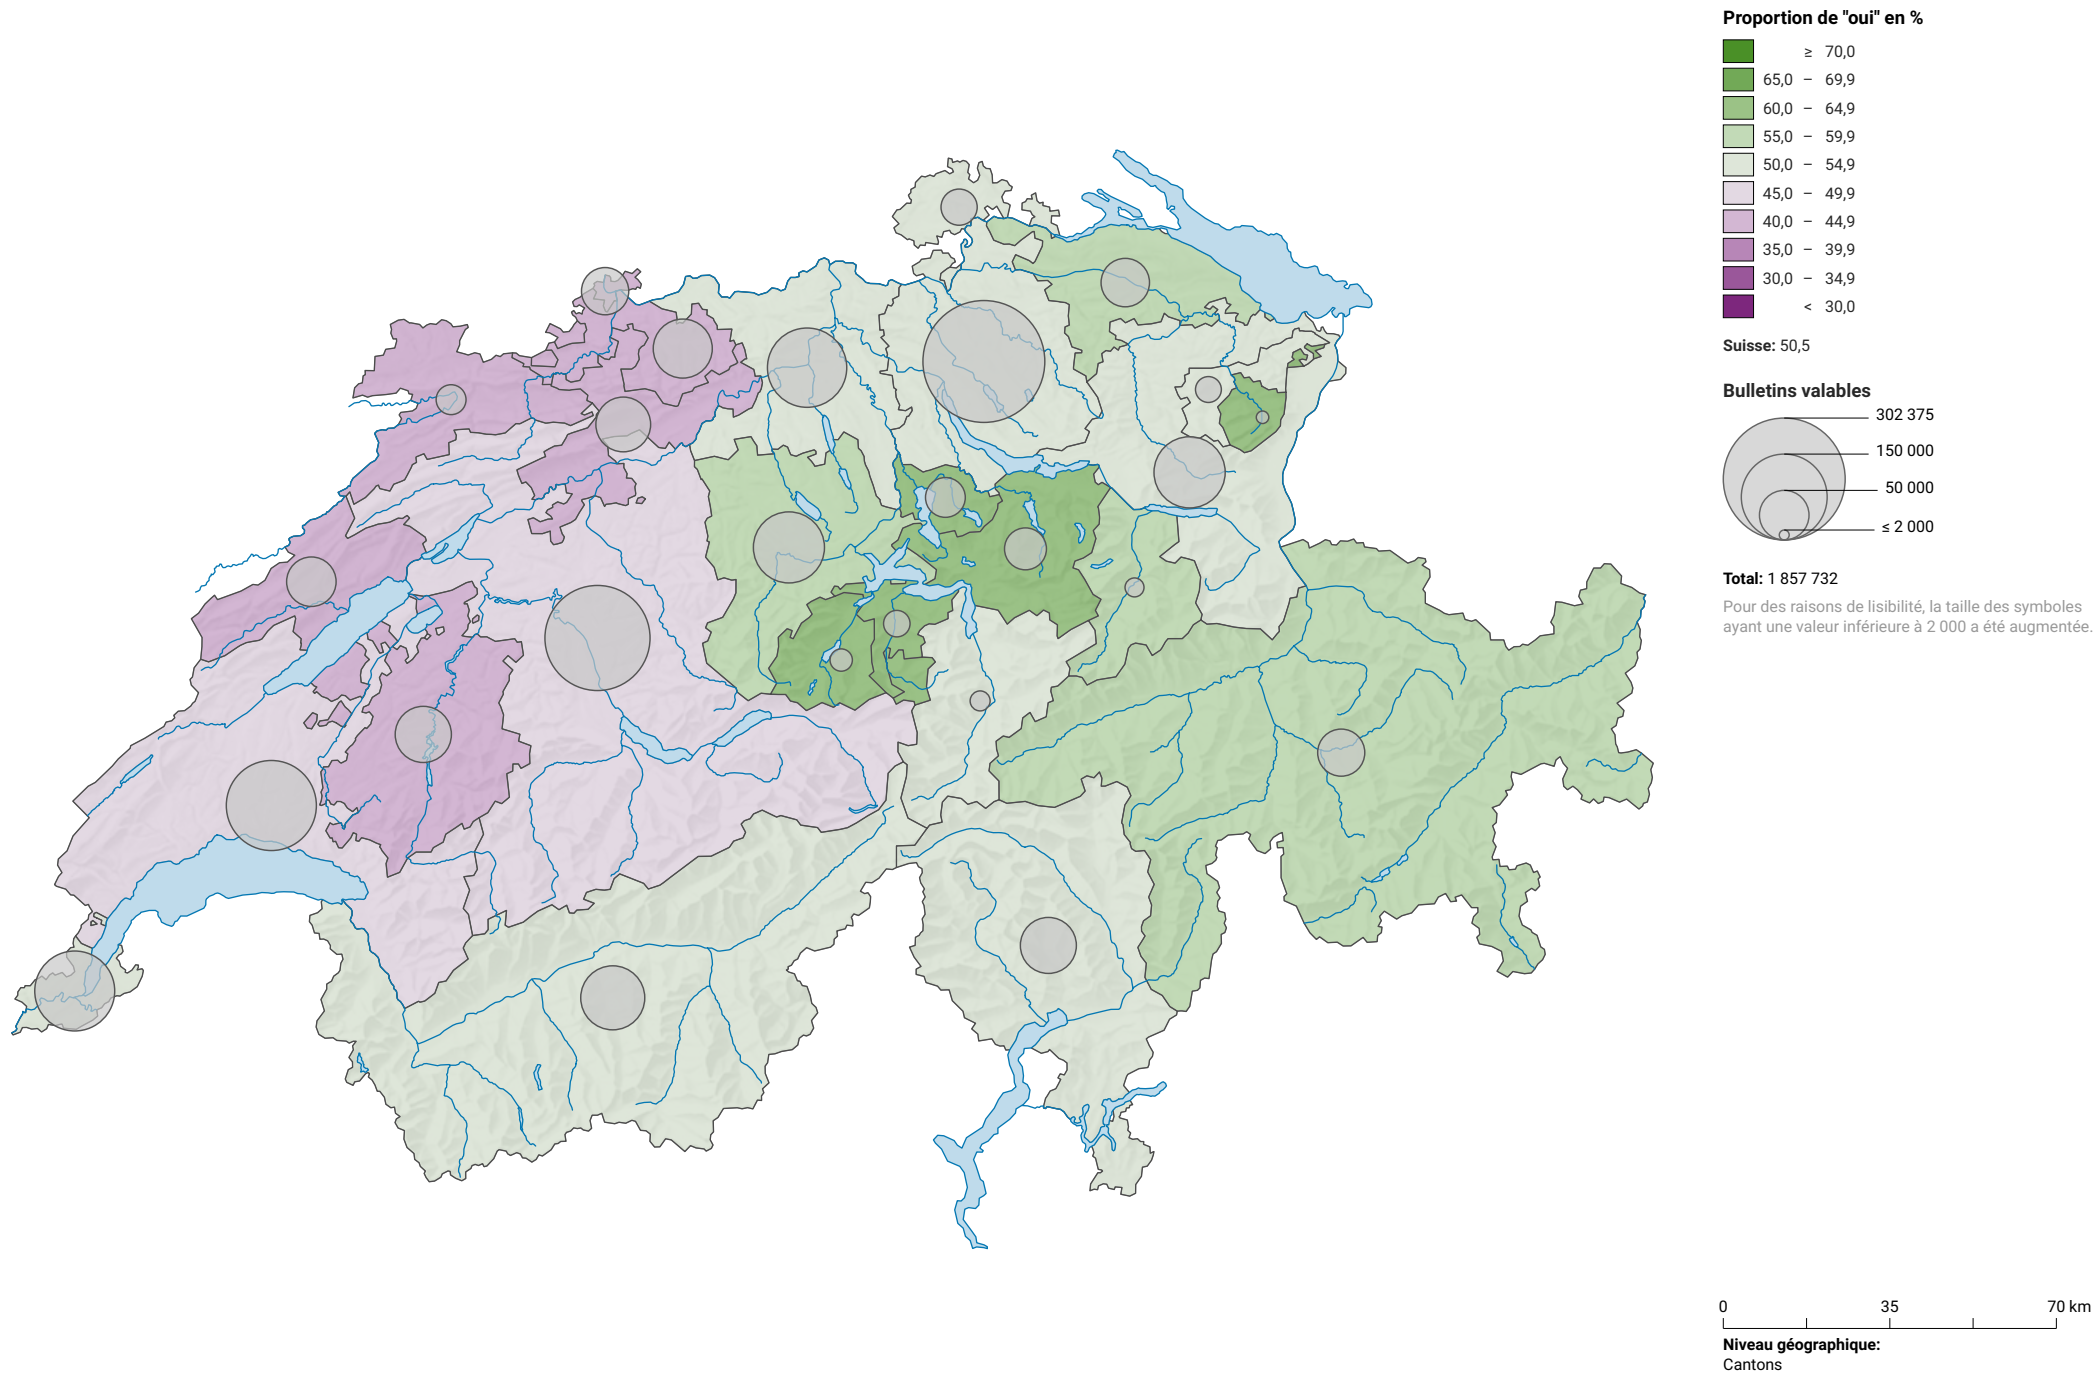 Proportion de "oui" en %
≥ 70,0
65,0 – 69,9
60,0 – 64,9
55,0 – 59,9
50,0 – 54,9
45,0 – 49,9
40,0 – 44,9
35,0 – 39,9
30,0 – 34,9
< 30,0
Suisse: 50,5
Bulletins valables
302 375
150 000
50 000
≤ 2 000
Total: 1 857 732
Pour des raisons de lisibilité, la taille des symboles
ayant une valeur inférieure à 2 000 a été augmentée.
0 35 70 km
Niveau géographique:
Cantons